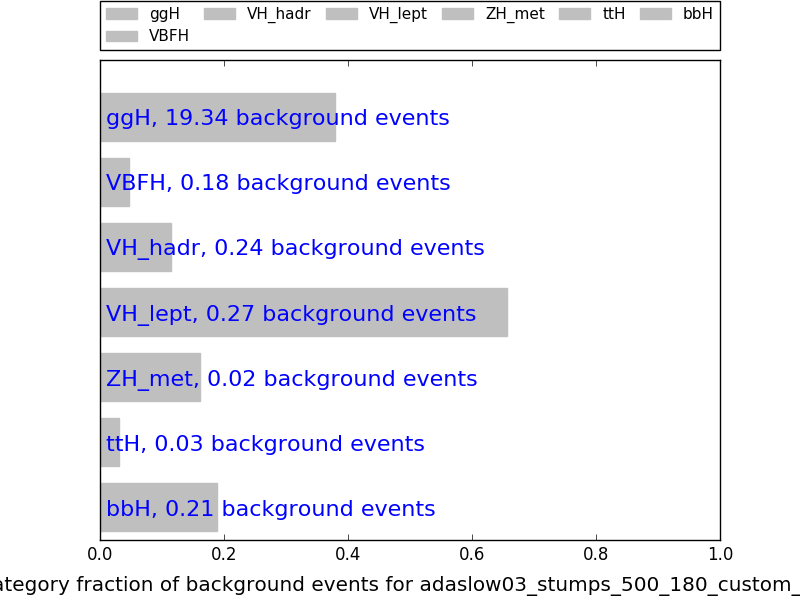 ggH VH_hadr VH_lept ZH_met ttH bbH
VBFH
ggH, 19.34 background events
VBFH, 0.18 background events
VH_hadr, 0.24 background events
VH_lept, 0.27 background events
ZH_met, 0.02 background events
ttH, 0.03 background events
bbH, 0.21 background events
0.0 0.2 0.4 0.6 0.8 1.0
ategory fraction of background events for adaslow03_stumps_500_180_custom_